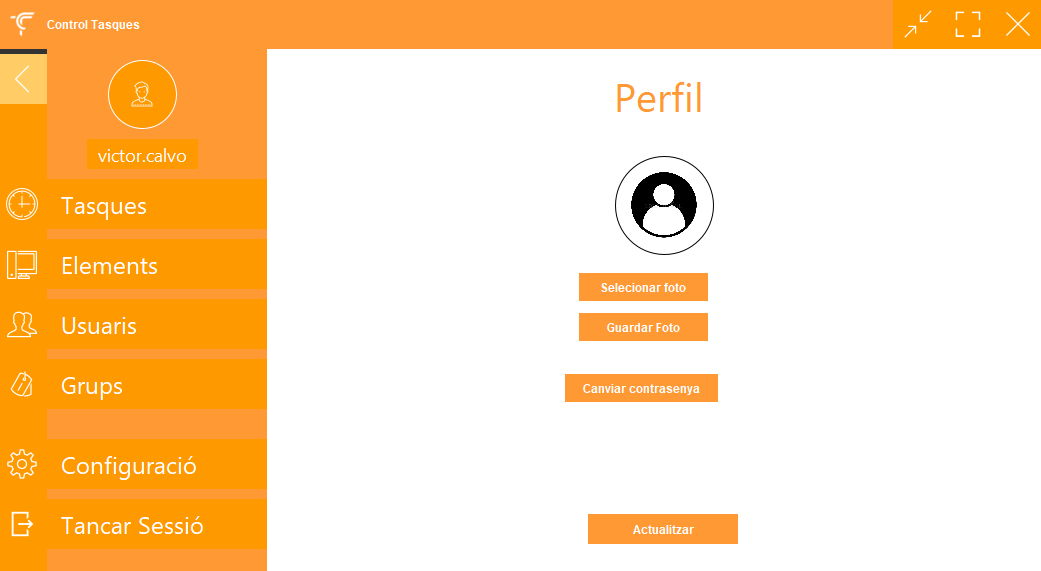 Control Tasques
victor.calvo
Tasques
Elements
Usuaris
Grups
Configuració
Tancar Sessió
Perfil
Selecionar foto
Guardar Foto
Canviar contrasenya
Actualitzar